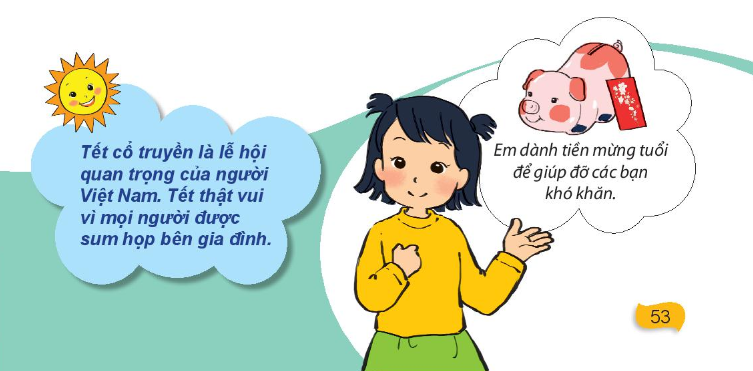 Tết cổ truyền là lễ hội
quan trọng của người
Việt Nam. Tết thật vui
vì mọi người được
sum họp bên gia đình.
Em dành tiền mừng tuổi
để giúp đỡ các bạn
khó khăn.
53